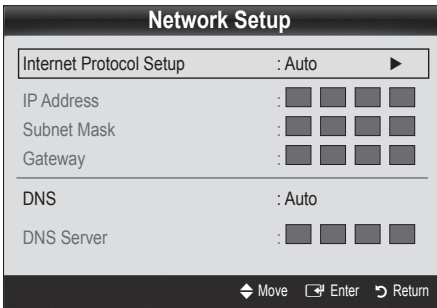 Network Setup
Internet Protocol Setup : Auto ►
IP Address :
Subnet Mask :
Gateway :
DNS : Auto
DNS Server :
Move Enter Return